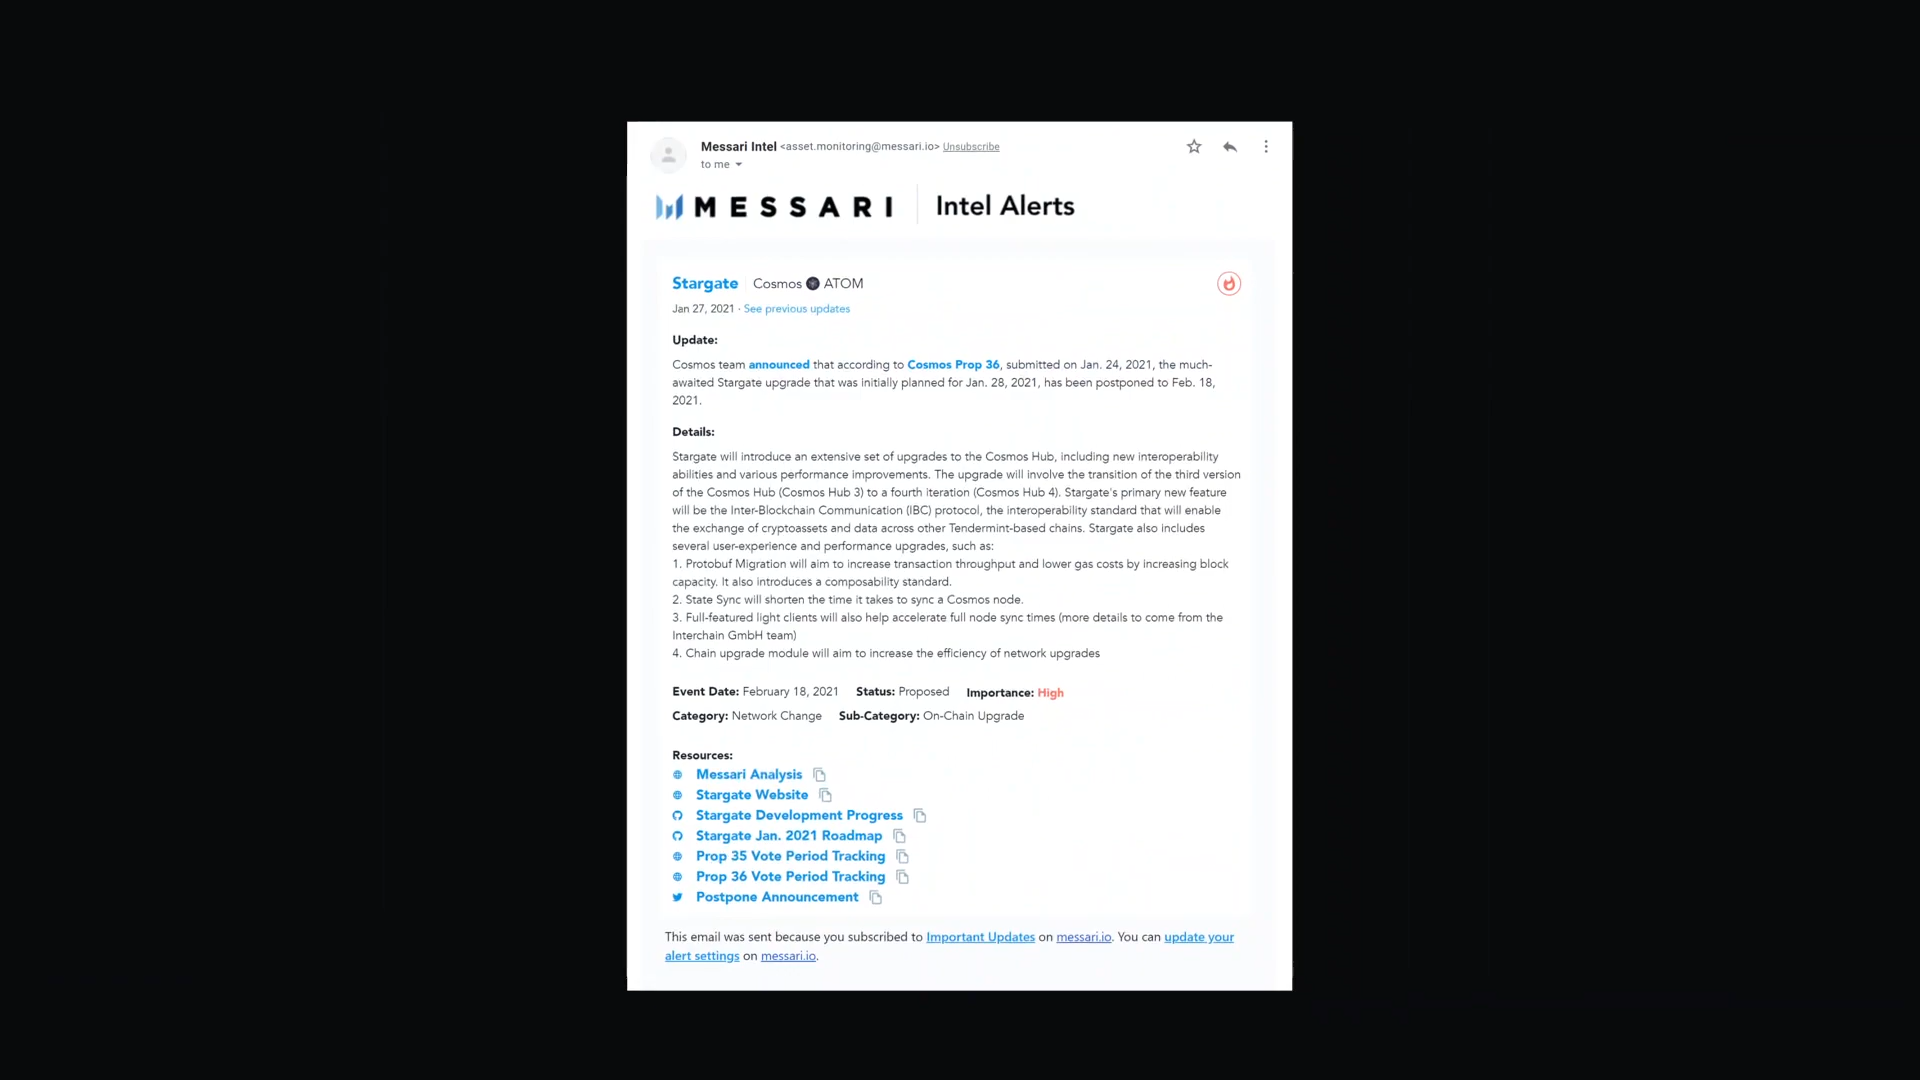 Messari Intel <asset.monitoring@messari.io> Unsubscribe
to me
MESSARI Intel Alerts
Stargate Cosmos ATOM
Jan 27, 2021 · See previous updates
Update:
Cosmos team announced that according to Cosmos Prop 36, submitted on Jan. 24, 2021, the much-
awaited Stargate upgrade that was initially planned for Jan. 28, 2021, has been postponed to Feb. 18,
2021.
Details:
Stargate will introduce an extensive set of upgrades to the Cosmos Hub, including new interoperability
abilities and various performance improvements. The upgrade will involve the transition of the third version
of the Cosmos Hub (Cosmos Hub 3) to a fourth iteration (Cosmos Hub 4). Stargate's primary new feature
will be the Inter-Blockchain Communication (IBC) protocol, the interoperability standard that will enable
the exchange of cryptoassets and data across other Tendermint-based chains. Stargate also includes
several user-experience and performance upgrades, such as:
1. Protobuf Migration will aim to increase transaction throughput and lower gas costs by increasing block
capacity. It also introduces a composability standard.
2. State Sync will shorten the time it takes to sync a Cosmos node.
3. Full-featured light clients will also help accelerate full node sync times (more details to come from the
Interchain GmbH team)
4. Chain upgrade module will aim to increase the efficiency of network upgrades
Event Date: February 18, 2021 Status: Proposed Importance: High
Category: Network Change Sub-Category: On-Chain Upgrade
Resources:
Messari Analysis
Stargate Website
Stargate Development Progress
Stargate Jan. 2021 Roadmap
Prop 35 Vote Period Tracking
Prop 36 Vote Period Tracking
Postpone Announcement
This email was sent because you subscribed to Important Updates on messari.io. You can update your
alert settings on messari.io.